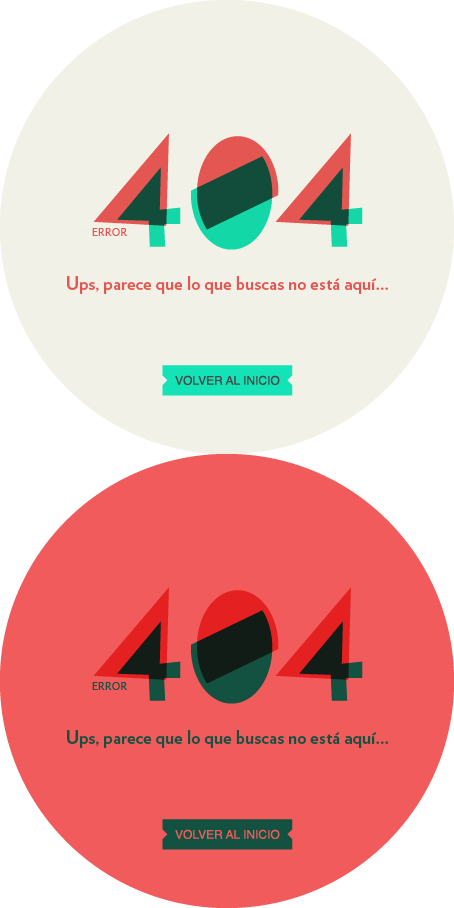 404
ERROR
Ups, parece que lo que buscas no está aquí...
VOLVER AL INICIO
404
ERROR
Ups, parece que lo que buscas no está aquí...
VOLVER AL INICIO